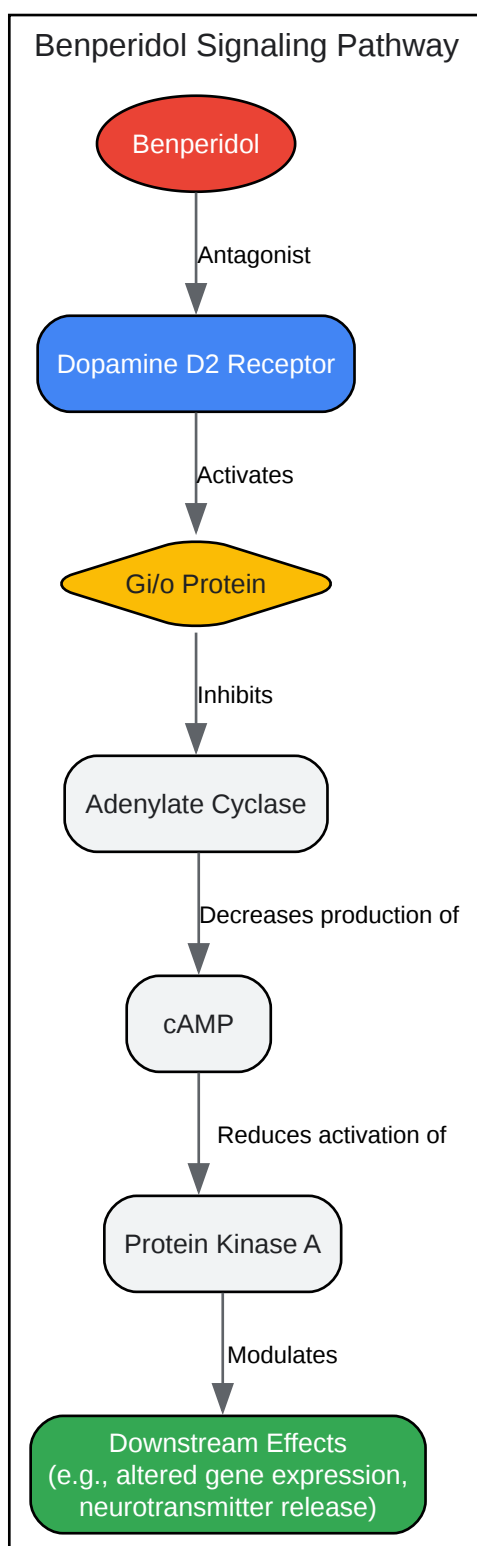 Benperidol Signaling Pathway
Benperidol
Antagonist
Dopamine D2 Receptor
Activates
Gi/o Protein
Inhibits
Adenylate Cyclase
Decreases production of
cAMP
Reduces activation of
Protein Kinase A
Modulates
Downstream Effects
(e.g., altered gene expression,
neurotransmitter release)